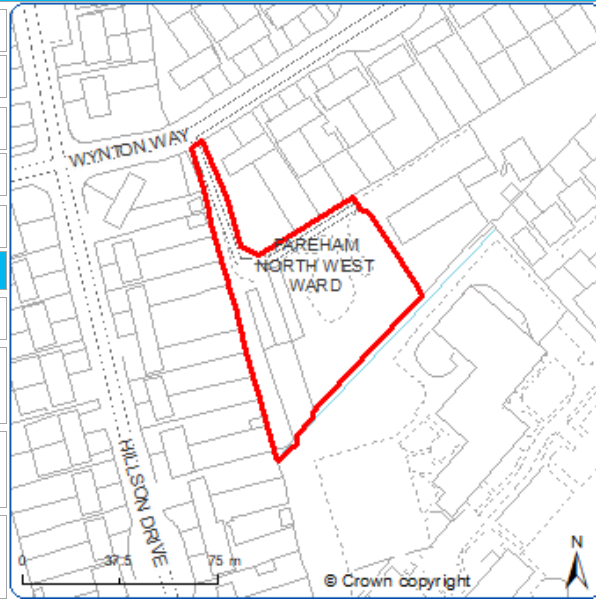 WYNTON WAY
FAREHAM
NORTH WEST
WARD
HILLSON DRIVE
0 37.5 75 m
N
© Crown copyright